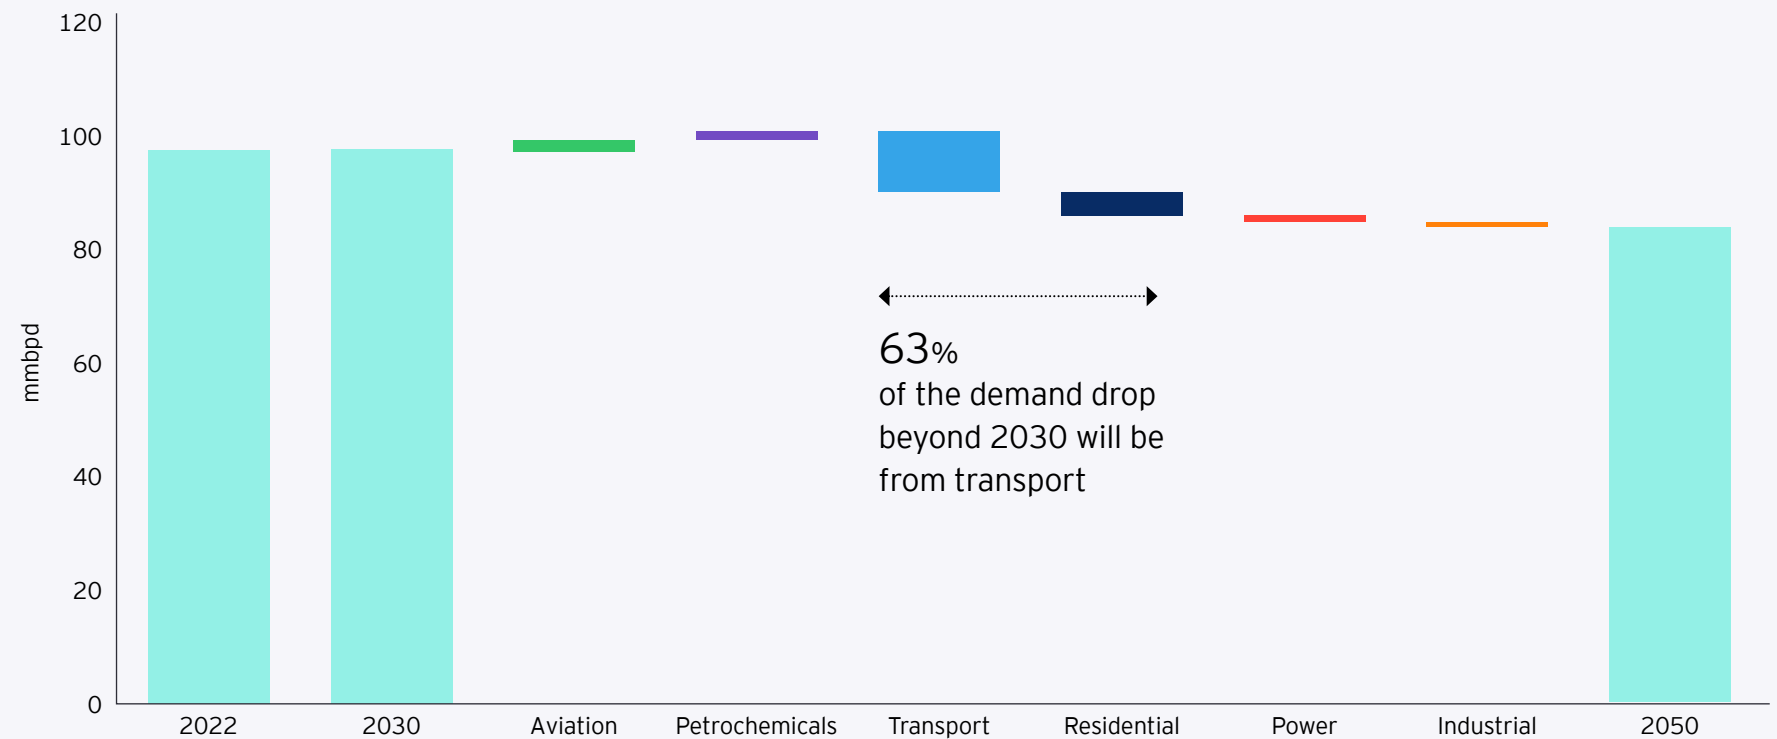 120
100
80
60
40
20
0
mmbpd
63%
of the demand drop
beyond 2030 will be
from transport
2022
2030
Aviation
Petrochemicals
Transport
Residential
Power
Industrial
2050